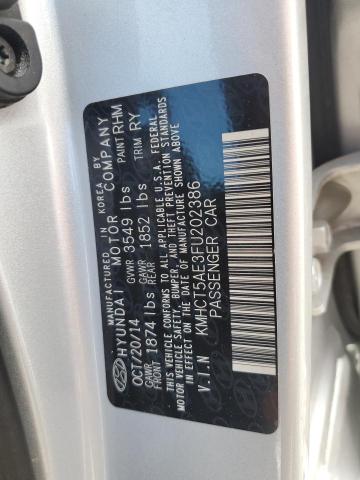 MANUFACTURED IN KOREA BY
HYUNDAI MOTOR COMPANY
OCT/20/14 GVWR 3549 lbs PAINT RHM
GAWR FRONT 1874 lbs GAWR REAR 1852 lbs TRIM RY
THIS VEHICLE CONFORMS TO ALL APPLICABLE U.S.A. FEDERAL
MOTOR VEHICLE SAFETY, BUMPER, AND THEFT PREVENTION STANDARDS
IN EFFECT ON THE DATE OF MANUFACTURE SHOWN ABOVE
V.I.N KMHCT5AE3FU202386
PASSENGER CAR